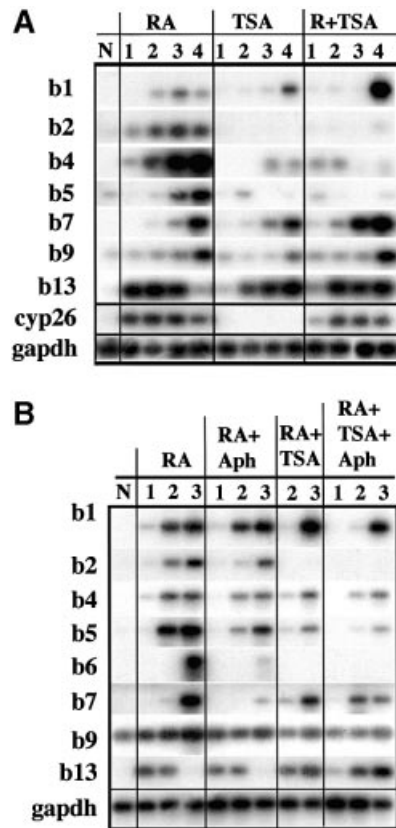 A
RA TSA R+TSA
N 1 2 3 4 1 2 3 4 1 2 3 4
b1
b2
b4
b5
b7
b9
b13
cyp26
gapdh
B
RA RA+ Aph RA+ TSA RA+ TSA+ Aph
N 1 2 3 1 2 3 2 3 1 2 3
b1
b2
b4
b5
b6
b7
b9
b13
gapdh